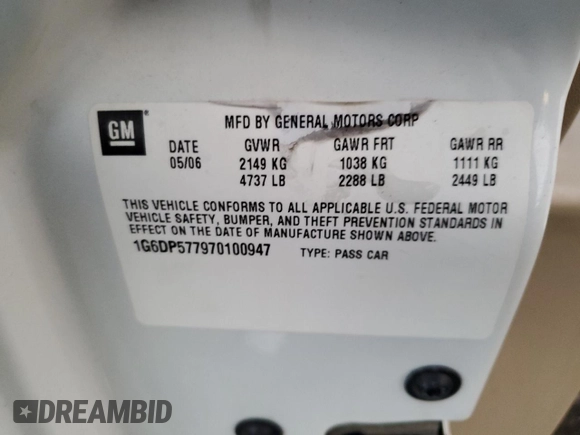 GM
MFD BY GENERAL MOTORS CORP
DATE GVWR GAWR FRT GAWR RR
05/06 2149 KG 1038 KG 1111 KG
4737 LB 2288 LB 2449 LB
THIS VEHICLE CONFORMS TO ALL APPLICABLE U.S. FEDERAL MOTOR
VEHICLE SAFETY, BUMPER, AND THEFT PREVENTION STANDARDS IN
EFFECT ON THE DATE OF MANUFACTURE SHOWN ABOVE.
1G6DP577970100947 TYPE: PASS CAR
DREAMBID